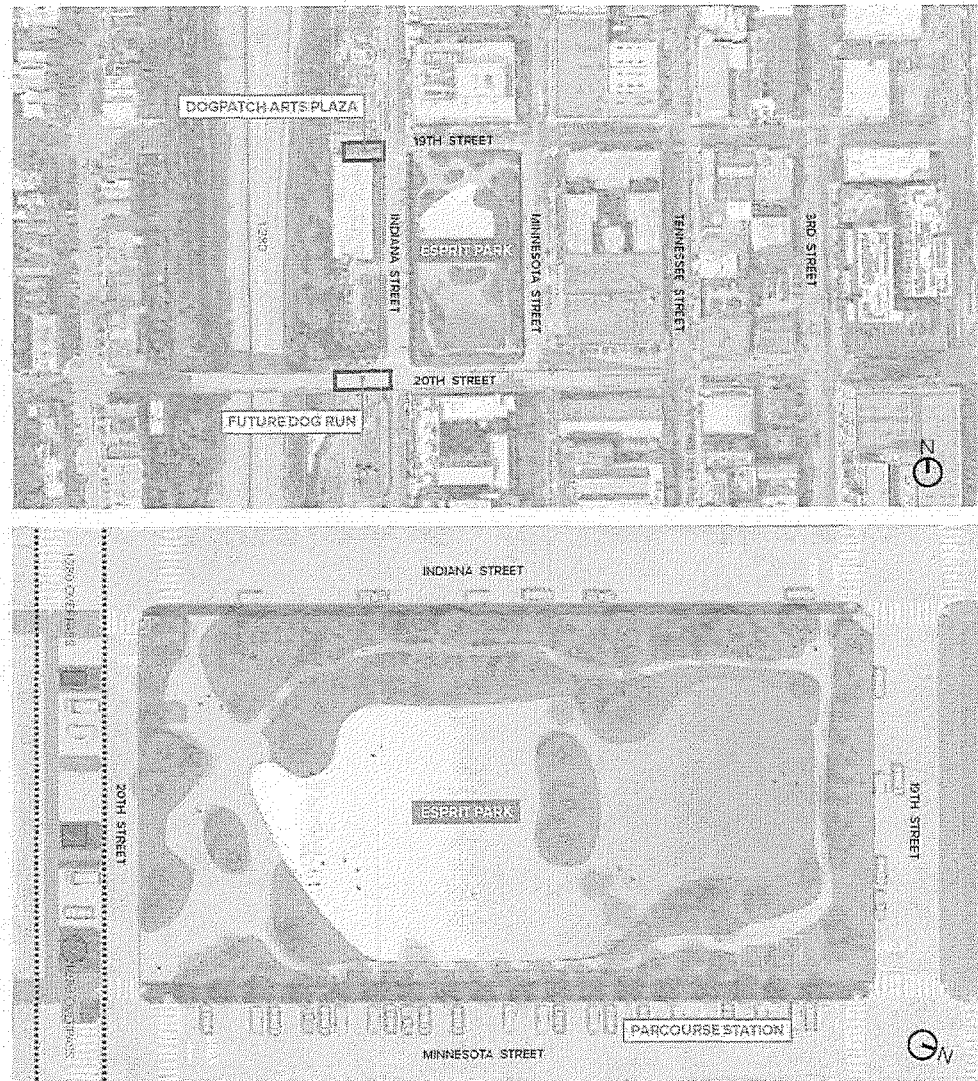 DOGPATCH ARTS PLAZA
19TH STREET
I 280
INDIANA STREET
ESPRIT PARK
MINNESOTA STREET
TENNESSEE STREET
3RD STREET
20TH STREET
FUTURE DOG RUN
N
INDIANA STREET
20TH STREET
ESPRIT PARK
19TH STREET
PARCOURSE STATION
MINNESOTA STREET
N